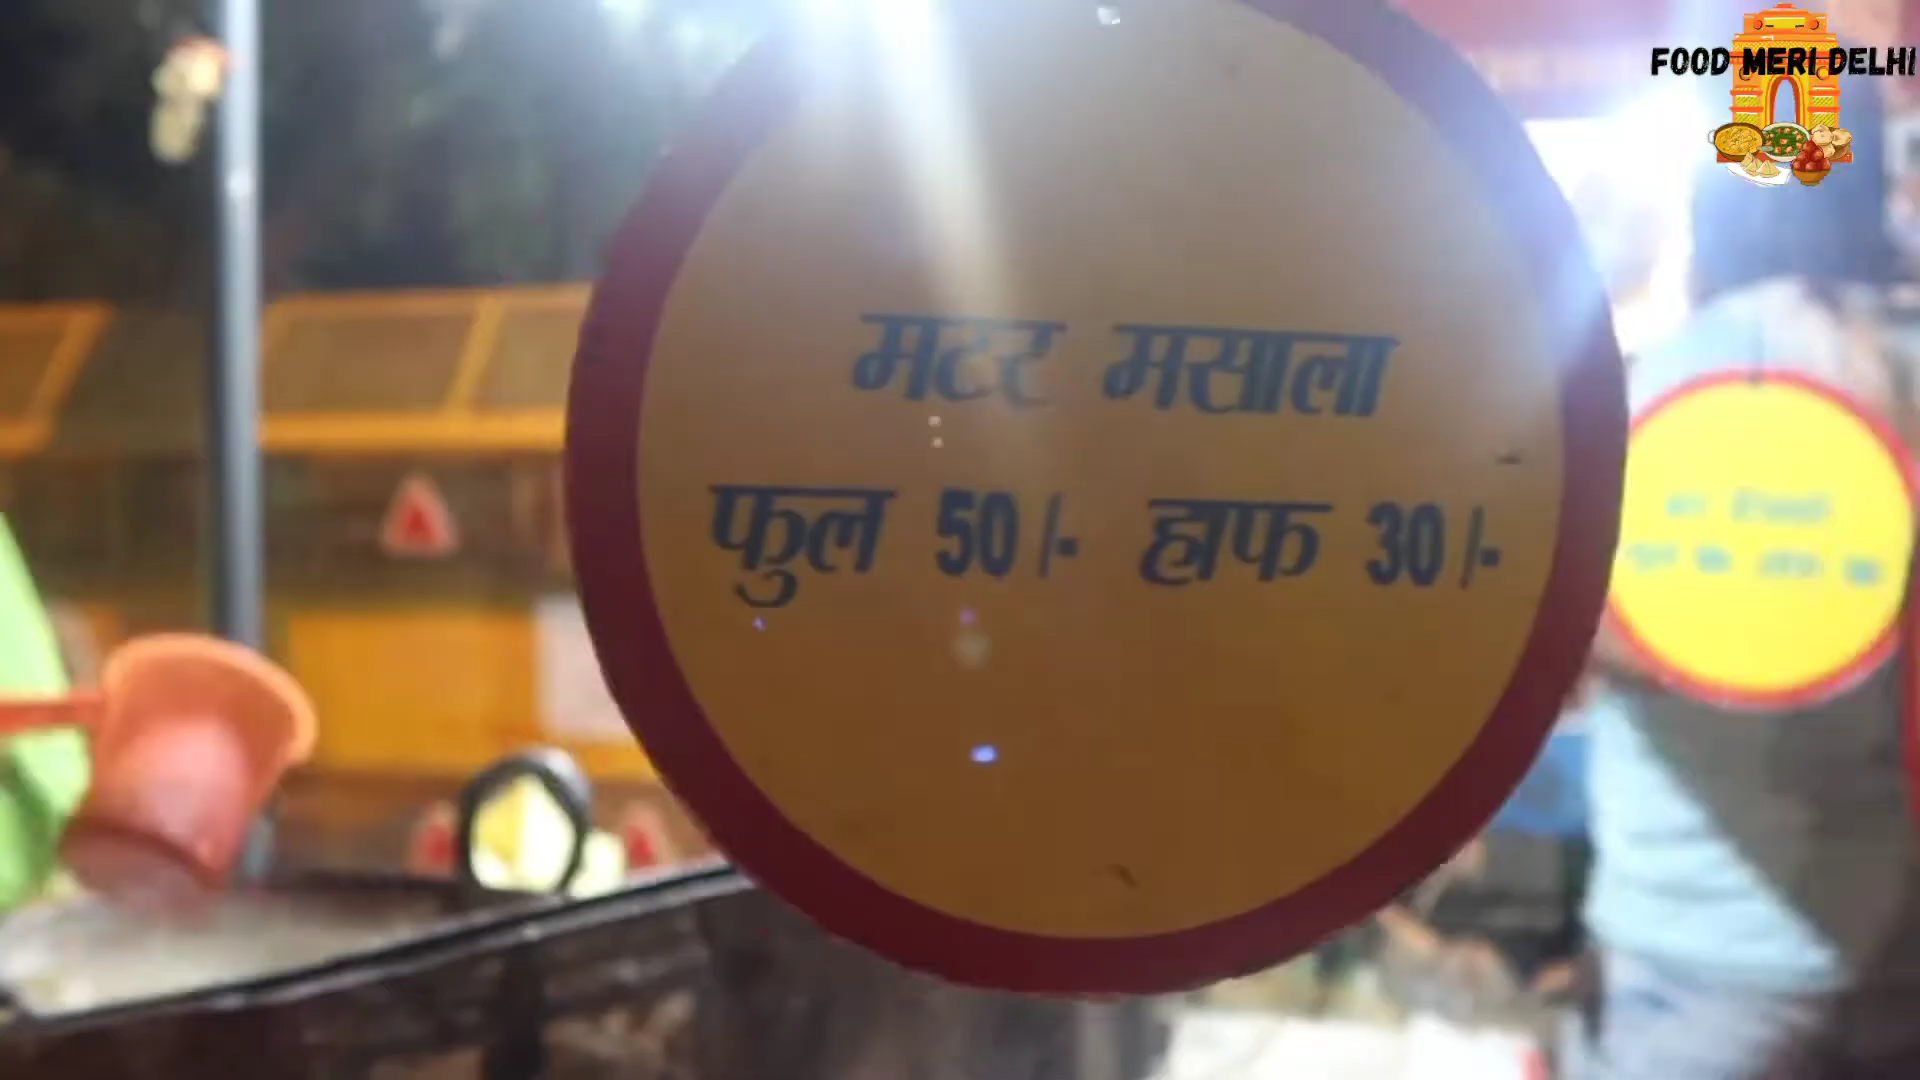 FOOD MERI DELHI
मटर मसाला
फुल 50/- हाफ 30/-